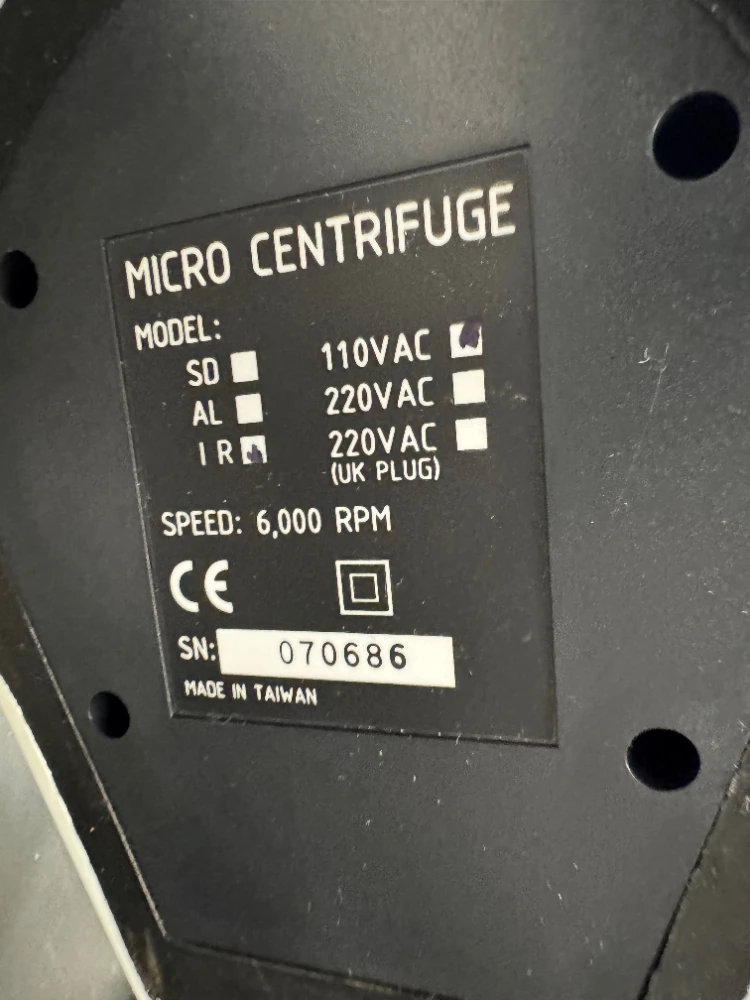 MICRO CENTRIFUGE
MODEL:
SD 110VAC
AL 220VAC
IR 220VAC
(UK PLUG)
SPEED: 6,000 RPM
CE
SN: 070686
MADE IN TAIWAN